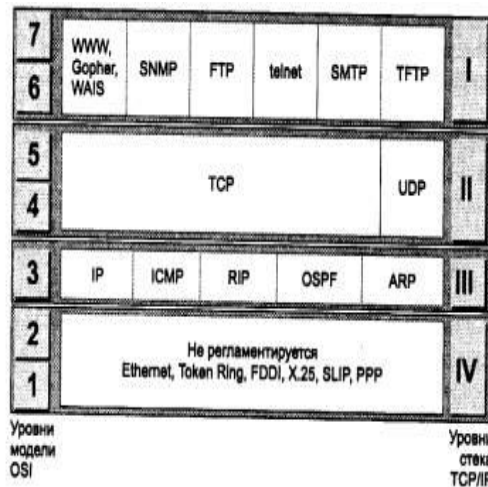 7
6
WWW,
Gopher,
WAIS
SNMP
FTP
telnet
SMTP
TFTP
I
5
4
TCP
UDP
II
3
IP
ICMP
RIP
OSPF
ARP
III
2
1
Не регламентируется
Ethernet, Token Ring, FDDI, X.25, SLIP, PPP
IV
Уровни
модели
OSI
Уровни
стека
TCP/IP